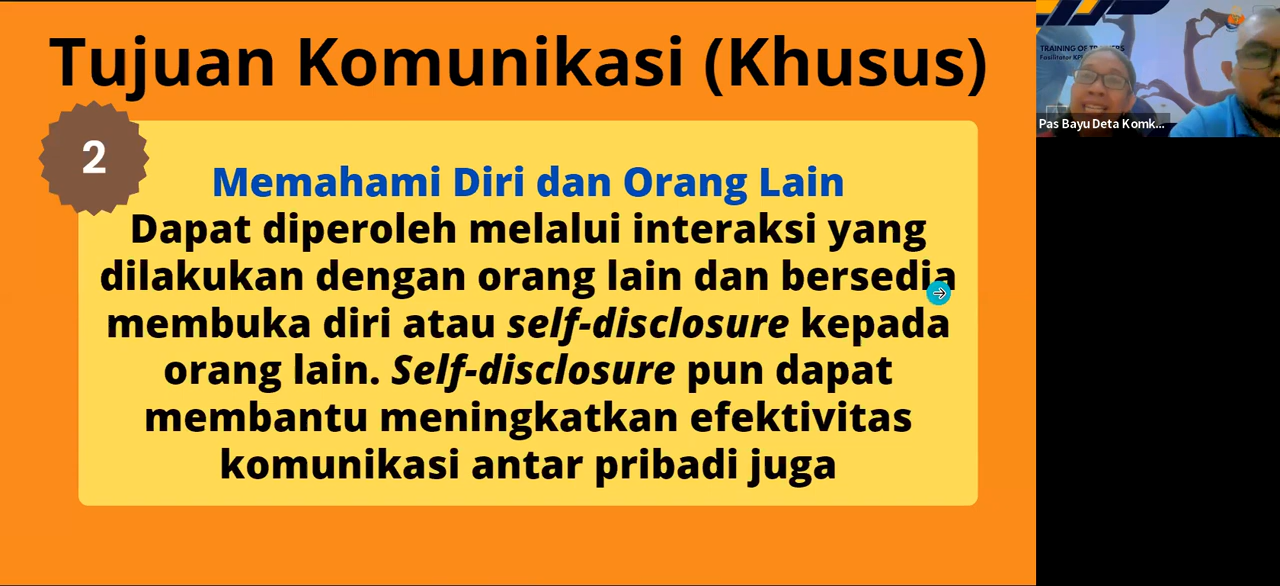 Tujuan Komunikasi (Khusus)
2
Memahami Diri dan Orang Lain
Dapat diperoleh melalui interaksi yang
dilakukan dengan orang lain dan bersedia
membuka diri atau self-disclosure kepada
orang lain. Self-disclosure pun dapat
membantu meningkatkan efektivitas
komunikasi antar pribadi juga
TRAINING OF TRAINERS
Fasilitator
Pas Bayu Deta Komk...